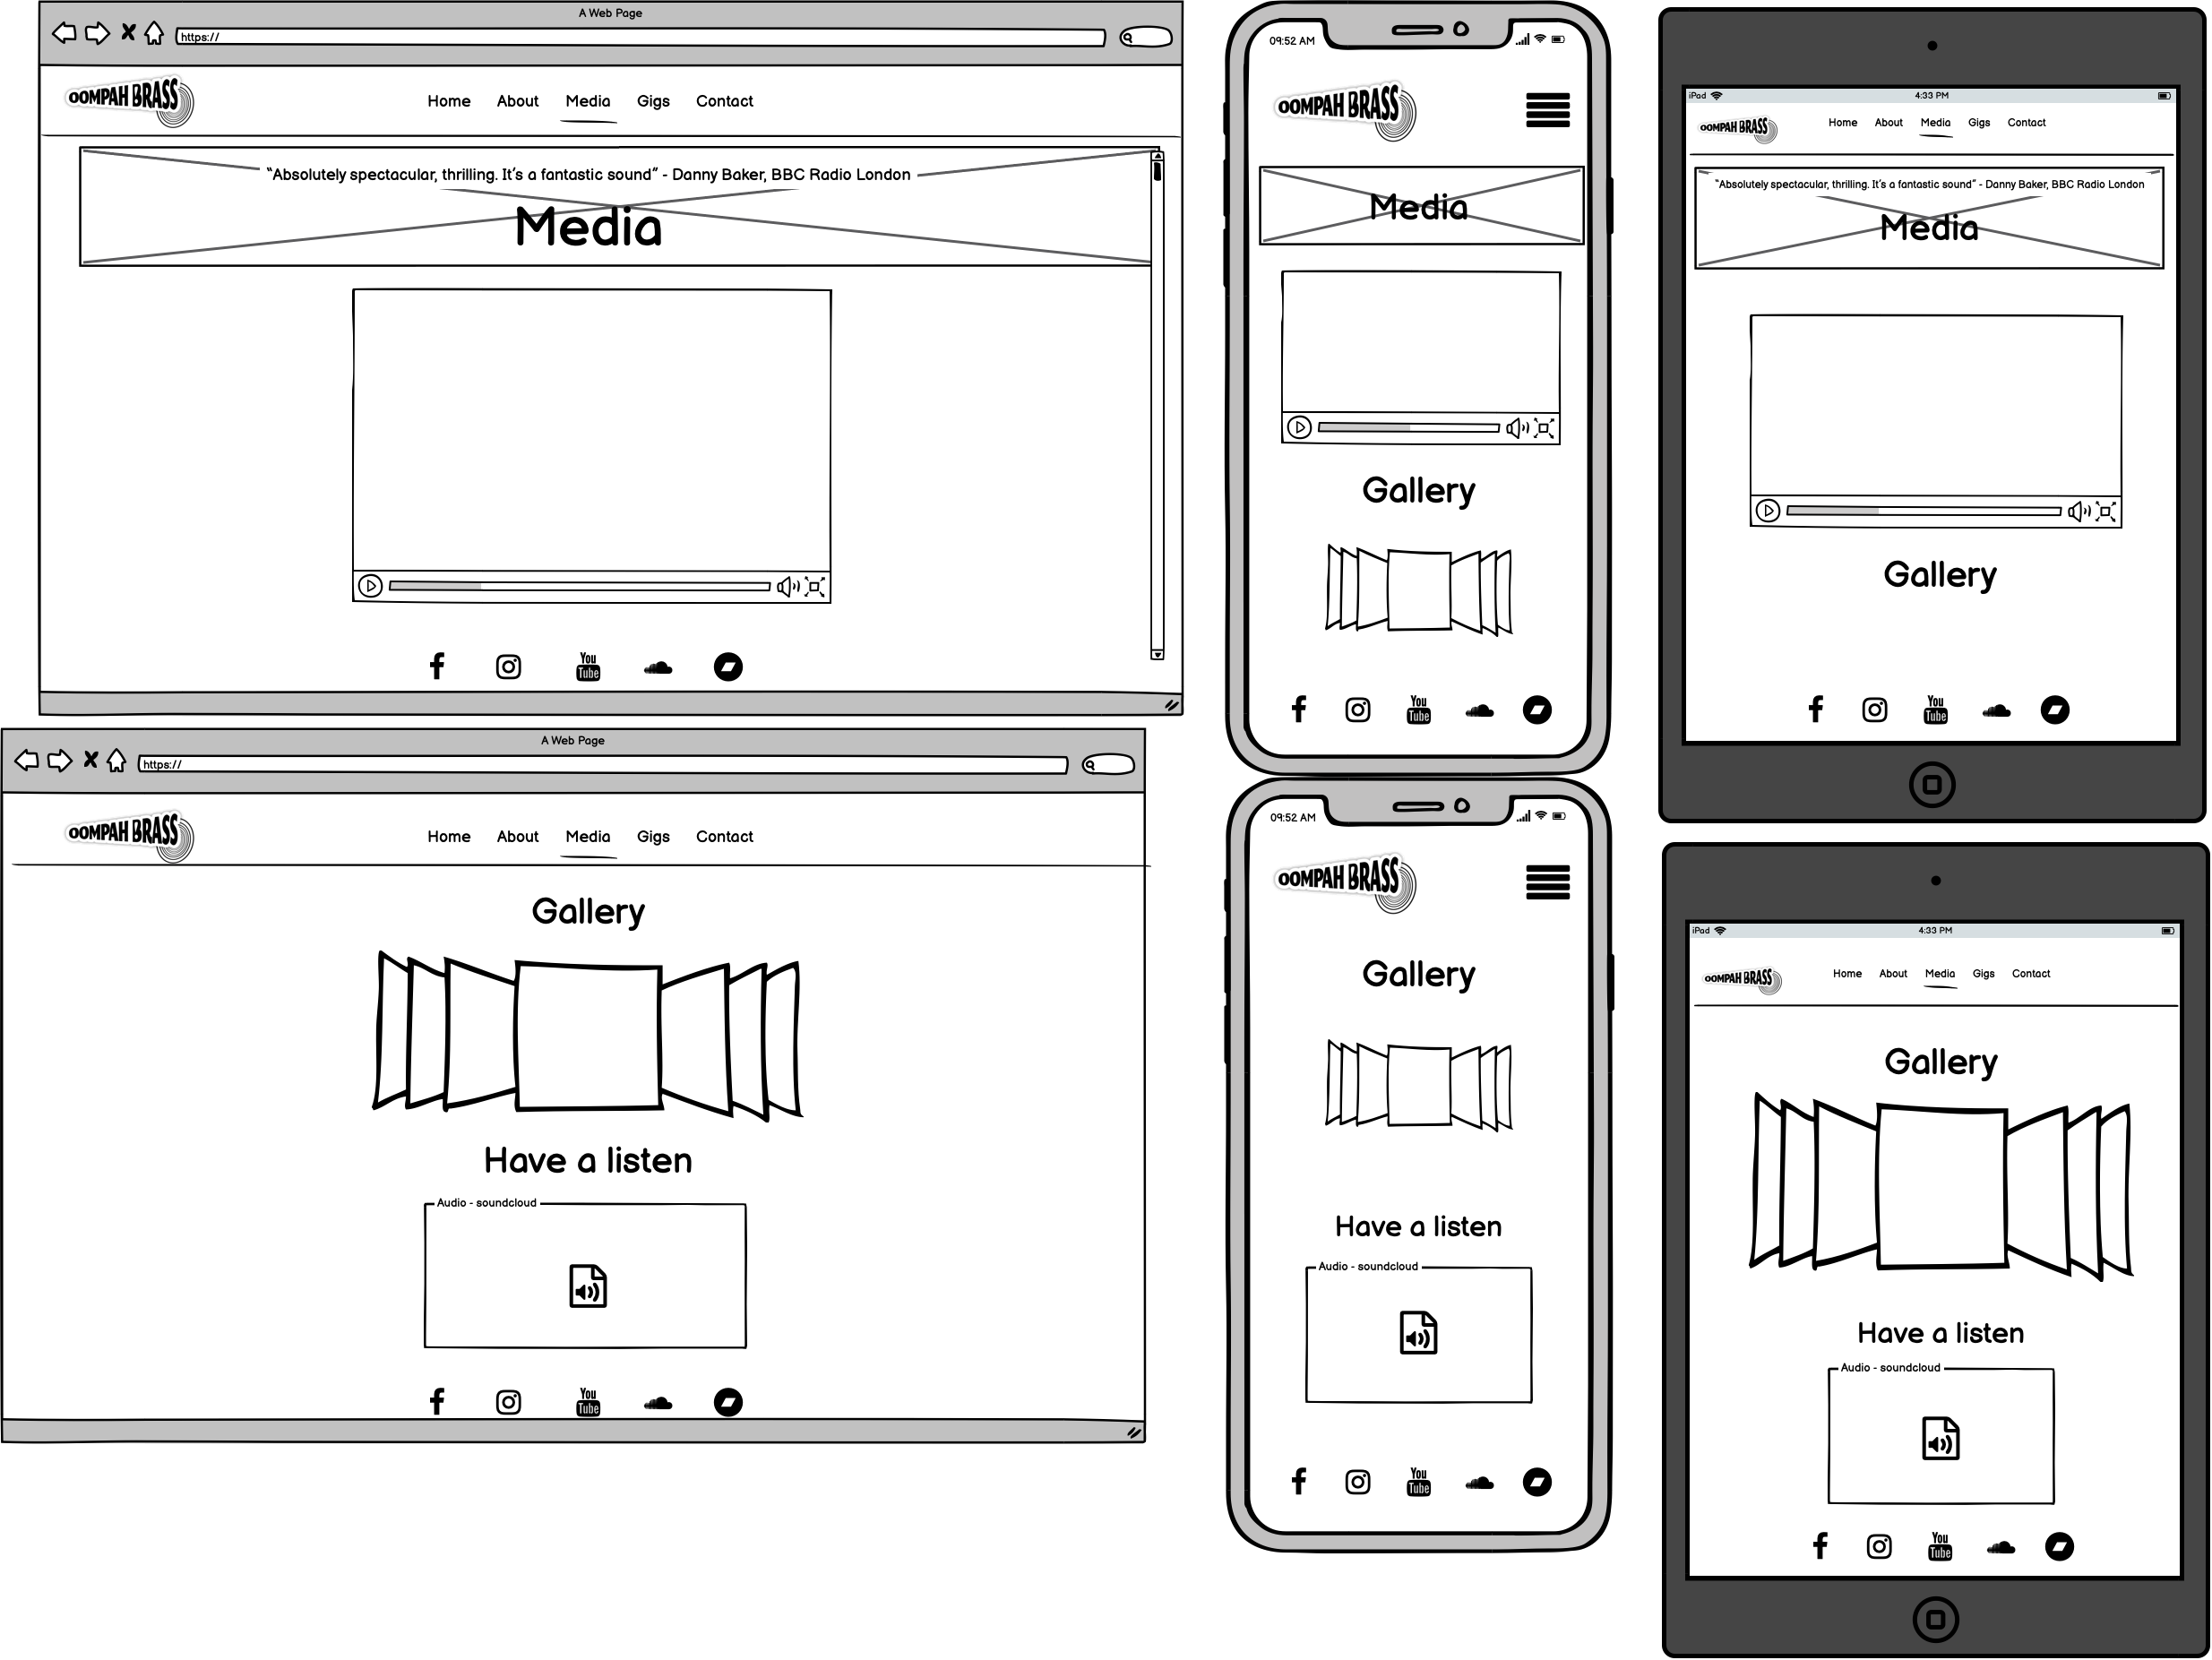 A Web Page
https://
OOMPAH BRASS
Home About Media Gigs Contact
"Absolutely spectacular, thrilling. It's a fantastic sound" - Danny Baker, BBC Radio London
Media
You
Tube
09:52 AM
OOMPAH BRASS
Media
Gallery
You
Tube
iPad 4:33 PM
OOMPAH BRASS
Home About Media Gigs Contact
"Absolutely spectacular, thrilling. It's a fantastic sound" - Danny Baker, BBC Radio London
Media
Gallery
You
Tube
A Web Page
https://
OOMPAH BRASS
Home About Media Gigs Contact
Gallery
Have a listen
Audio - soundcloud
You
Tube
09:52 AM
OOMPAH BRASS
Gallery
Have a listen
Audio - soundcloud
You
Tube
iPad 4:33 PM
OOMPAH BRASS
Home About Media Gigs Contact
Gallery
Have a listen
Audio - soundcloud
You
Tube